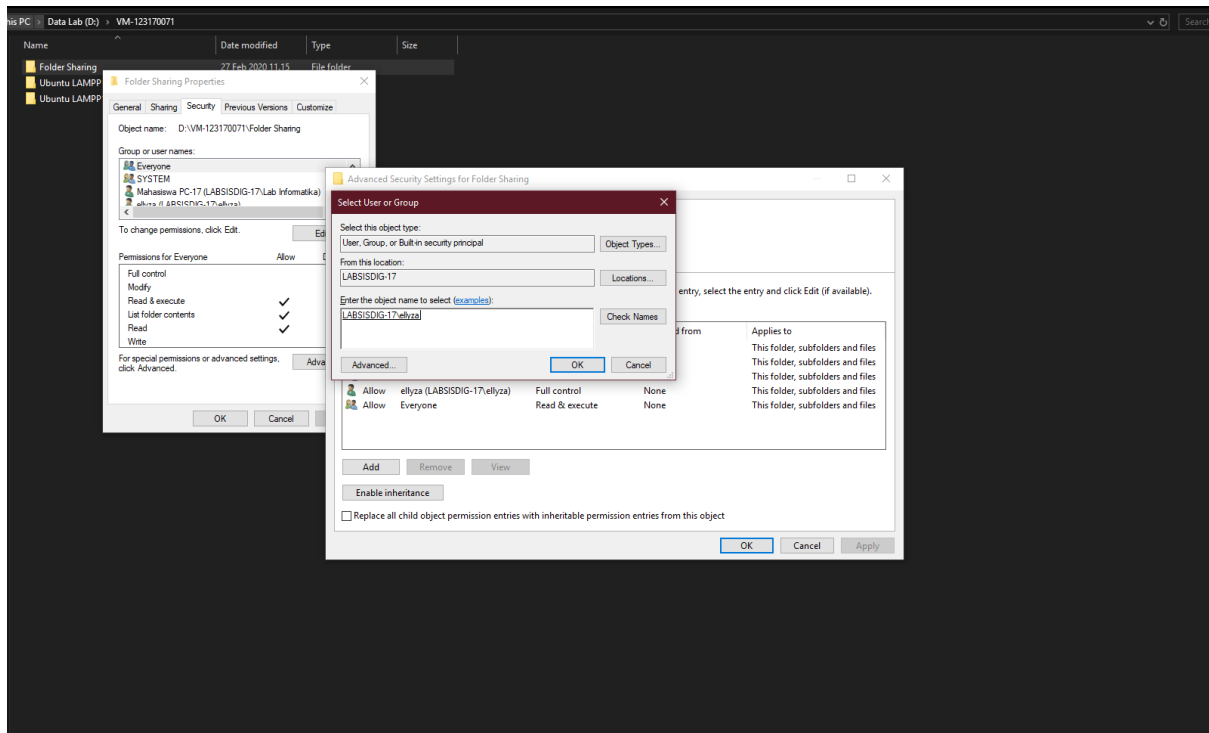 his PC > Data Lab (D:) > VM-123170071
Search
Name Date modified Type Size
Folder Sharing 27 Feb 2020 11.15 File folder
Ubuntu LAMPP
Ubuntu LAMPP
Folder Sharing Properties
General Sharing Security Previous Versions Customize
Object name: D:\VM-123170071\Folder Sharing
Group or user names:
Everyone
SYSTEM
Mahasiswa PC-17 (LABSISDIG-17\Lab Informatika)
ellyza (LABSISDIG-17\ellyza)
To change permissions, click Edit.
Permissions for Everyone Allow
Full control
Modify
Read & execute
List folder contents
Read
Write
For special permissions or advanced settings,
click Advanced.
OK Cancel
Advanced Security Settings for Folder Sharing
Select User or Group
Select this object type:
User, Group, or Built-in security principal Object Types...
From this location:
LABSISDIG-17 Locations...
Enter the object name to select (examples):
LABSISDIG-17\ellyza Check Names
Advanced... OK Cancel
entry, select the entry and click Edit (if available).
from Applies to
This folder, subfolders and files
This folder, subfolders and files
This folder, subfolders and files
Allow ellyza (LABSISDIG-17\ellyza) Full control None This folder, subfolders and files
Allow Everyone Read & execute None This folder, subfolders and files
Add Remove View
Enable inheritance
Replace all child object permission entries with inheritable permission entries from this object
OK Cancel Apply